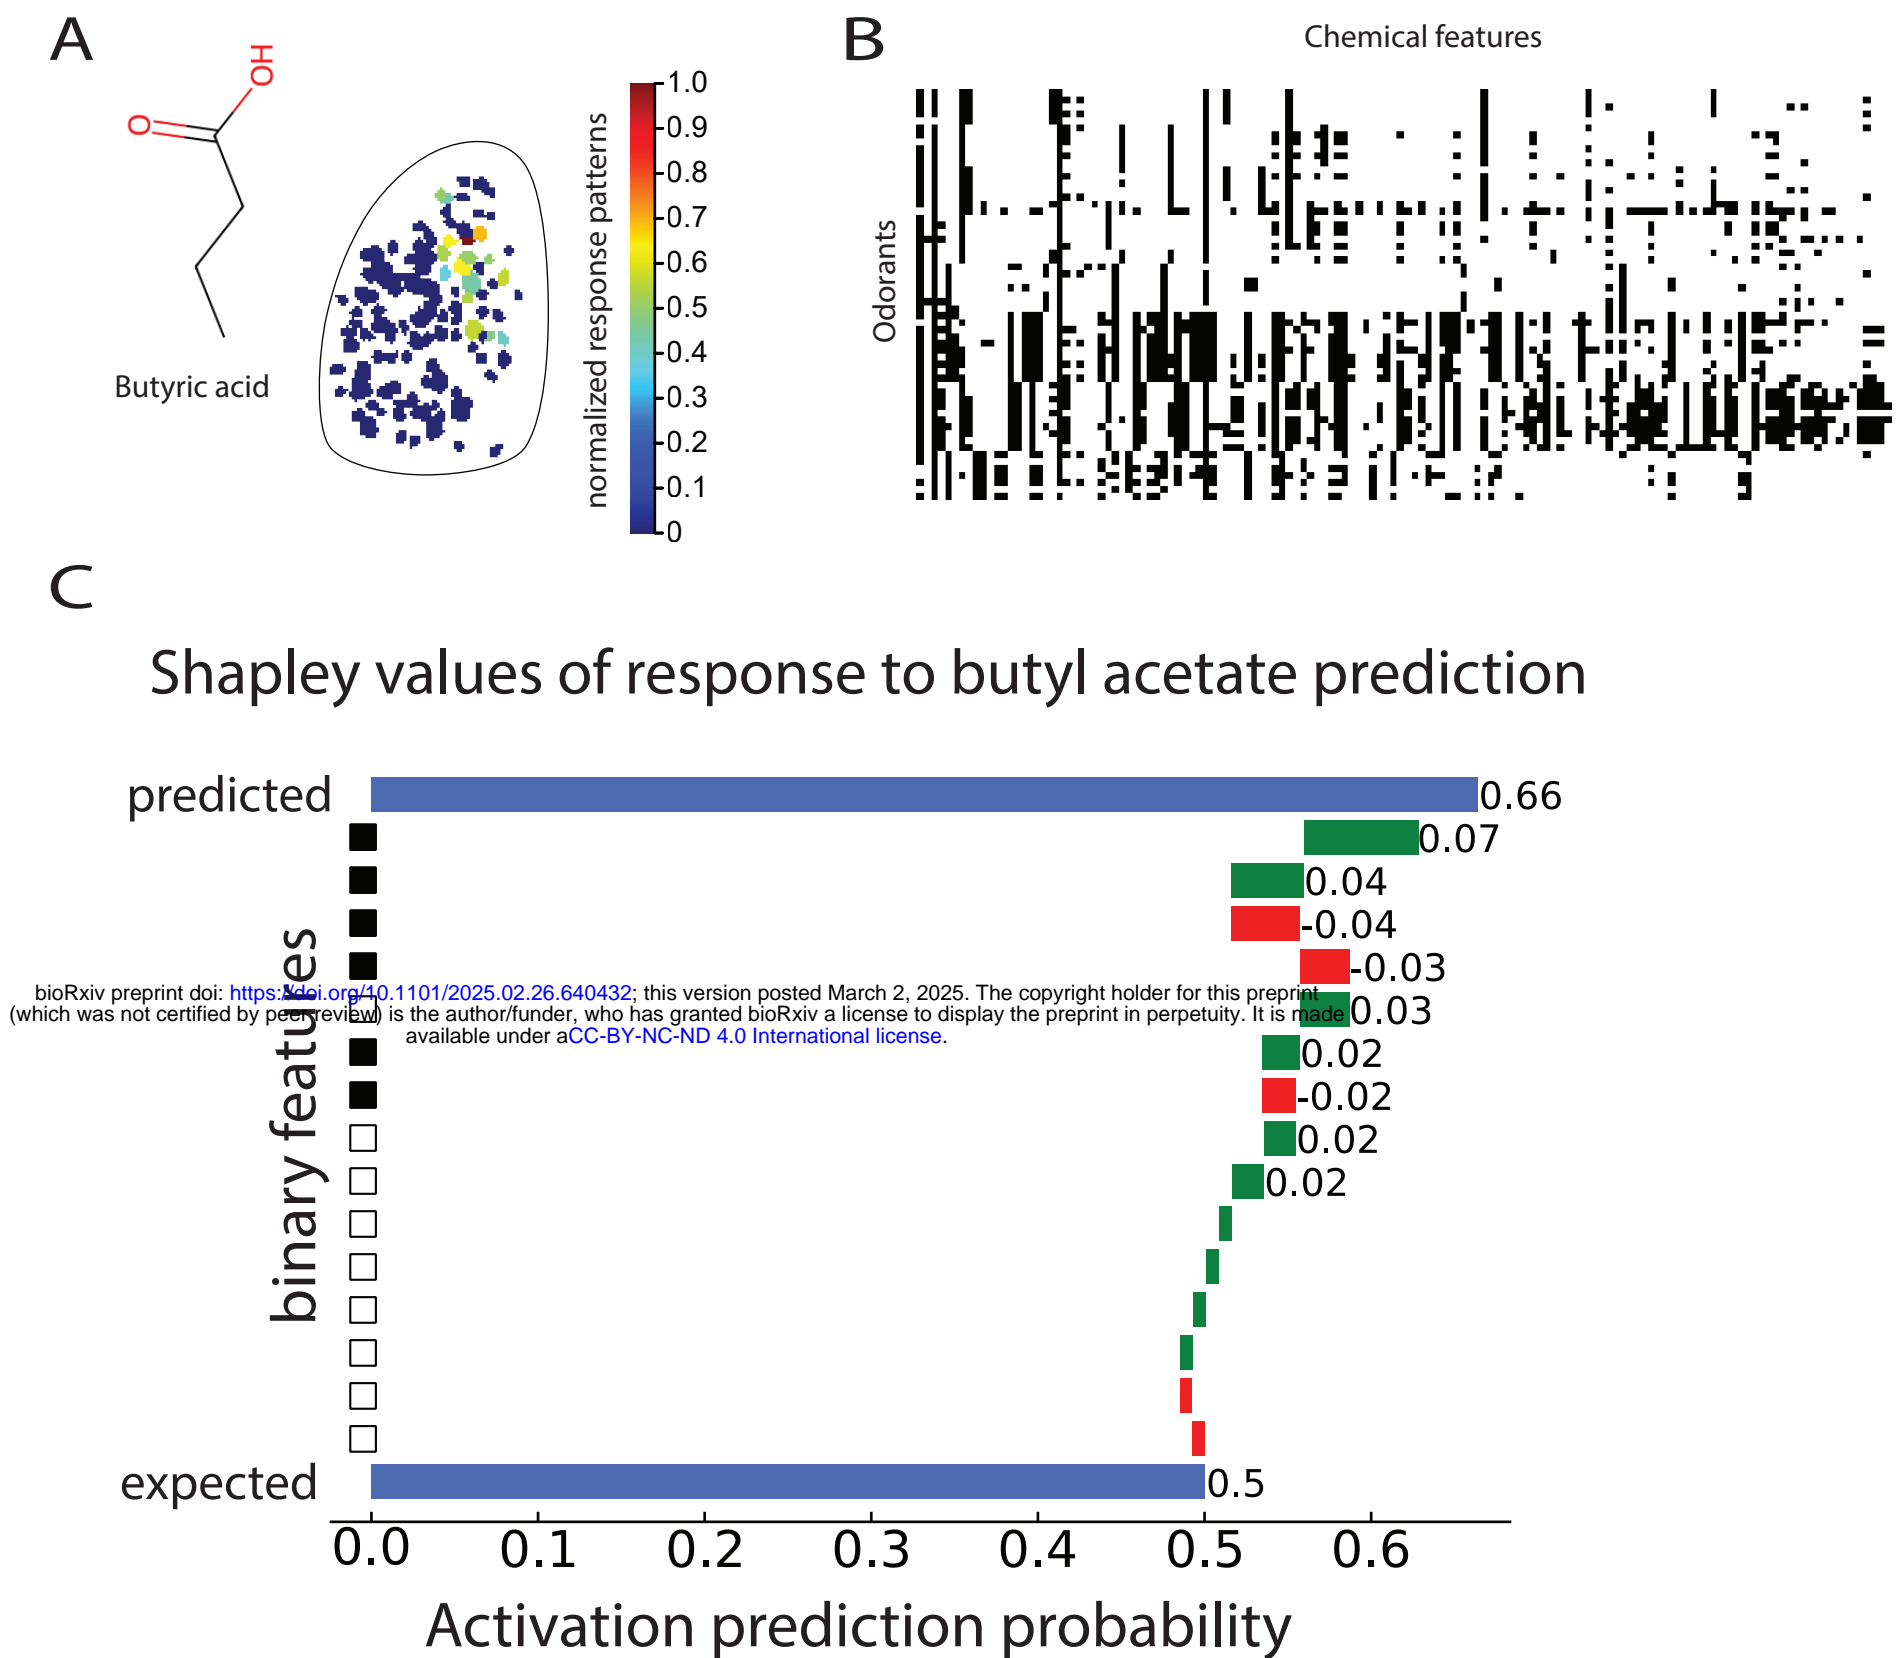 A
HO
O
Butyric acid
normalized response patterns
1.0
0.9
0.8
0.7
0.6
0.5
0.4
0.3
0.2
0.1
0
B
Chemical features
Odorants
C
Shapley values of response to butyl acetate prediction
predicted
0.66
0.07
0.04
-0.04
-0.03
0.03
0.02
-0.02
0.02
0.02
binary features
bioRxiv preprint doi: https://doi.org/10.1101/2025.02.26.640432; this version posted March 2, 2025. The copyright holder for this preprint
(which was not certified by peer review) is the author/funder, who has granted bioRxiv a license to display the preprint in perpetuity. It is made
available under aCC-BY-NC-ND 4.0 International license.
expected
0.5
0.0 0.1 0.2 0.3 0.4 0.5 0.6
Activation prediction probability